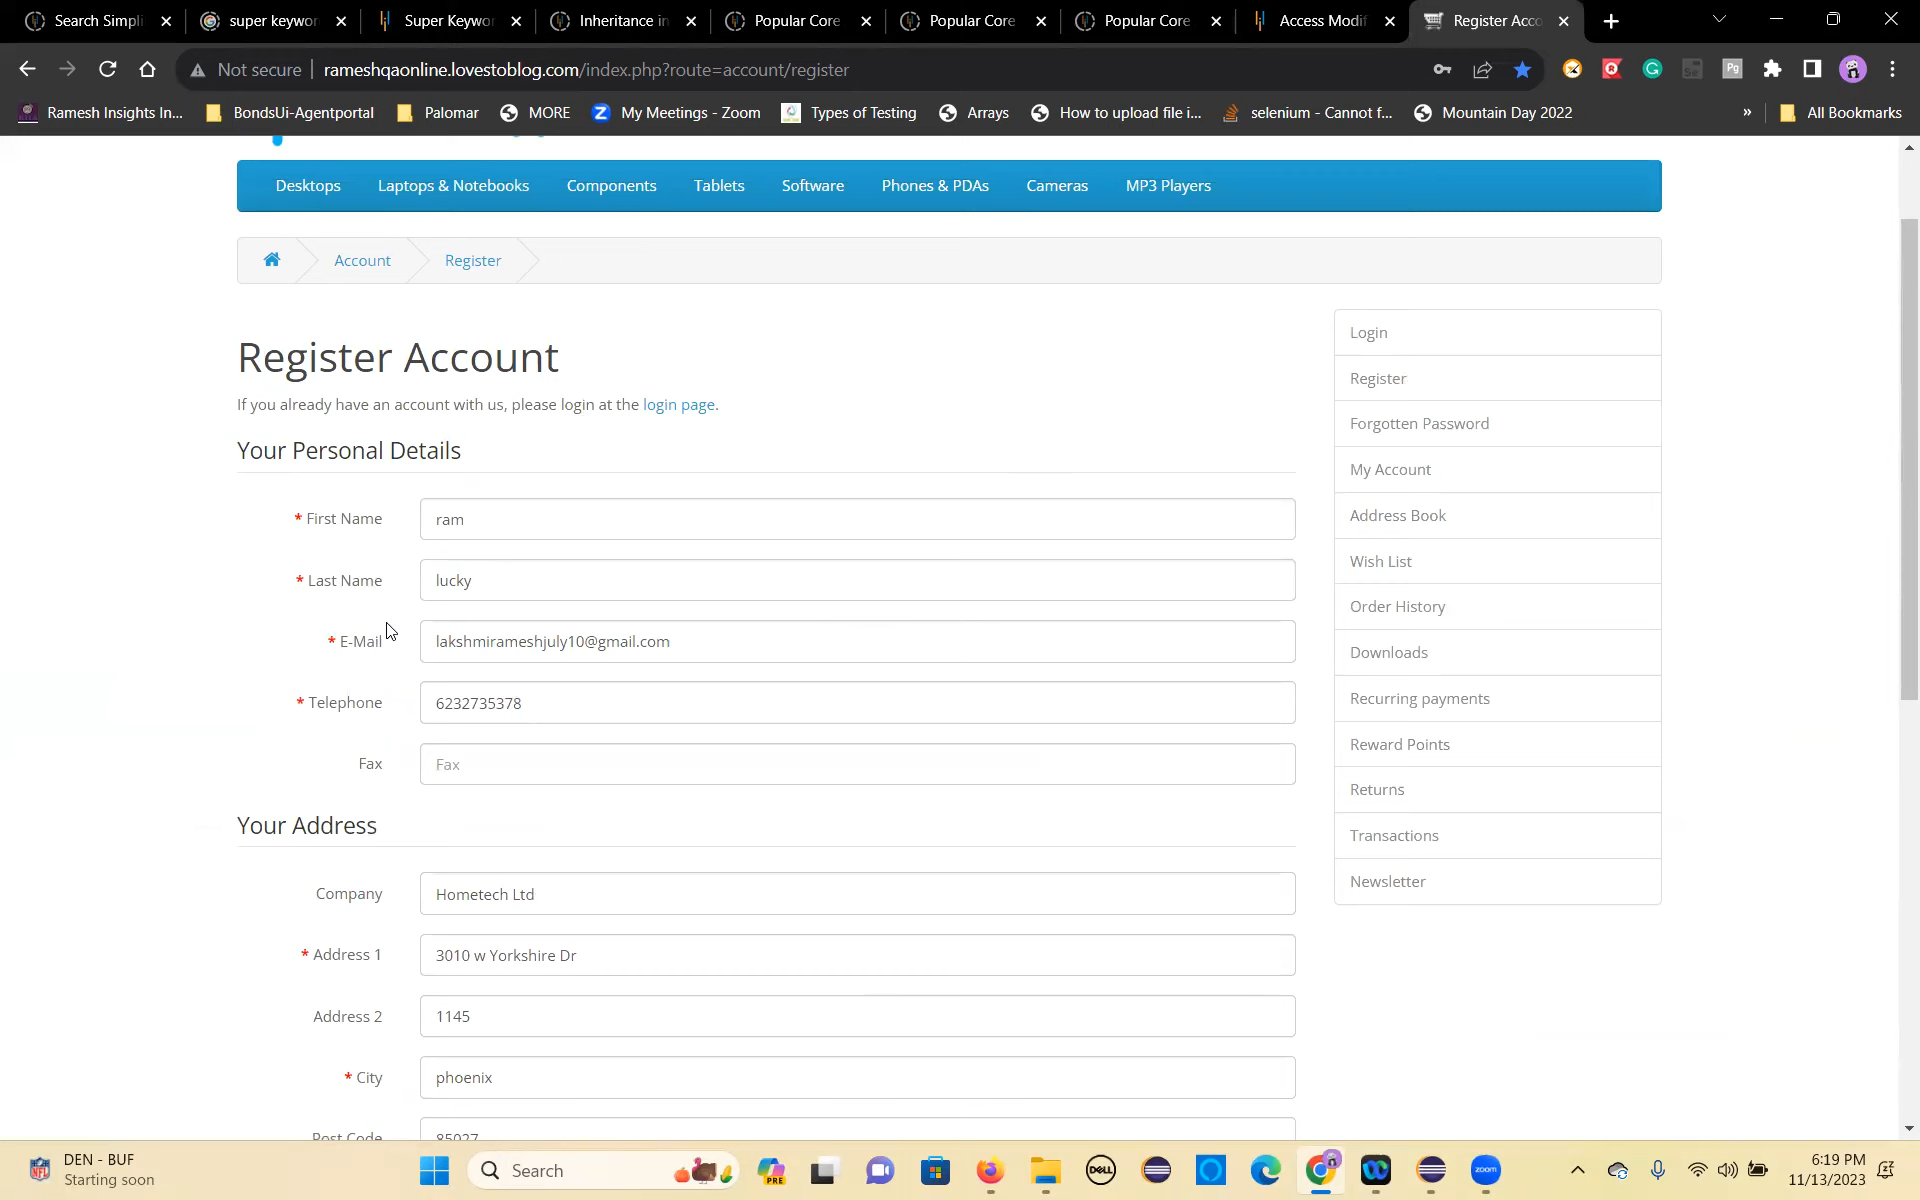 Search Simpli
super keywor
Super Keywo
Inheritance in
Popular Core
Popular Core
Popular Core
Access Modif
Register Acco
Not secure rameshqaonline.lovestoblog.com/index.php?route=account/register
Ramesh Insights In...
BondsUi-Agentportal
Palomar
MORE
My Meetings - Zoom
Types of Testing
Arrays
How to upload file i...
selenium - Cannot f...
Mountain Day 2022
»
All Bookmarks
Desktops Laptops & Notebooks Components Tablets Software Phones & PDAs Cameras MP3 Players
Account Register
Register Account
If you already have an account with us, please login at the login page.
Your Personal Details
* First Name ram
* Last Name lucky
* E-Mail lakshmirameshjuly10@gmail.com
* Telephone 6232735378
Fax Fax
Your Address
Company Hometech Ltd
* Address 1 3010 w Yorkshire Dr
Address 2 1145
* City phoenix
Post Code 85027
Login
Register
Forgotten Password
My Account
Address Book
Wish List
Order History
Downloads
Recurring payments
Reward Points
Returns
Transactions
Newsletter
DEN - BUF
Starting soon
Search
PRE
DELL
zoom
6:19 PM
11/13/2023